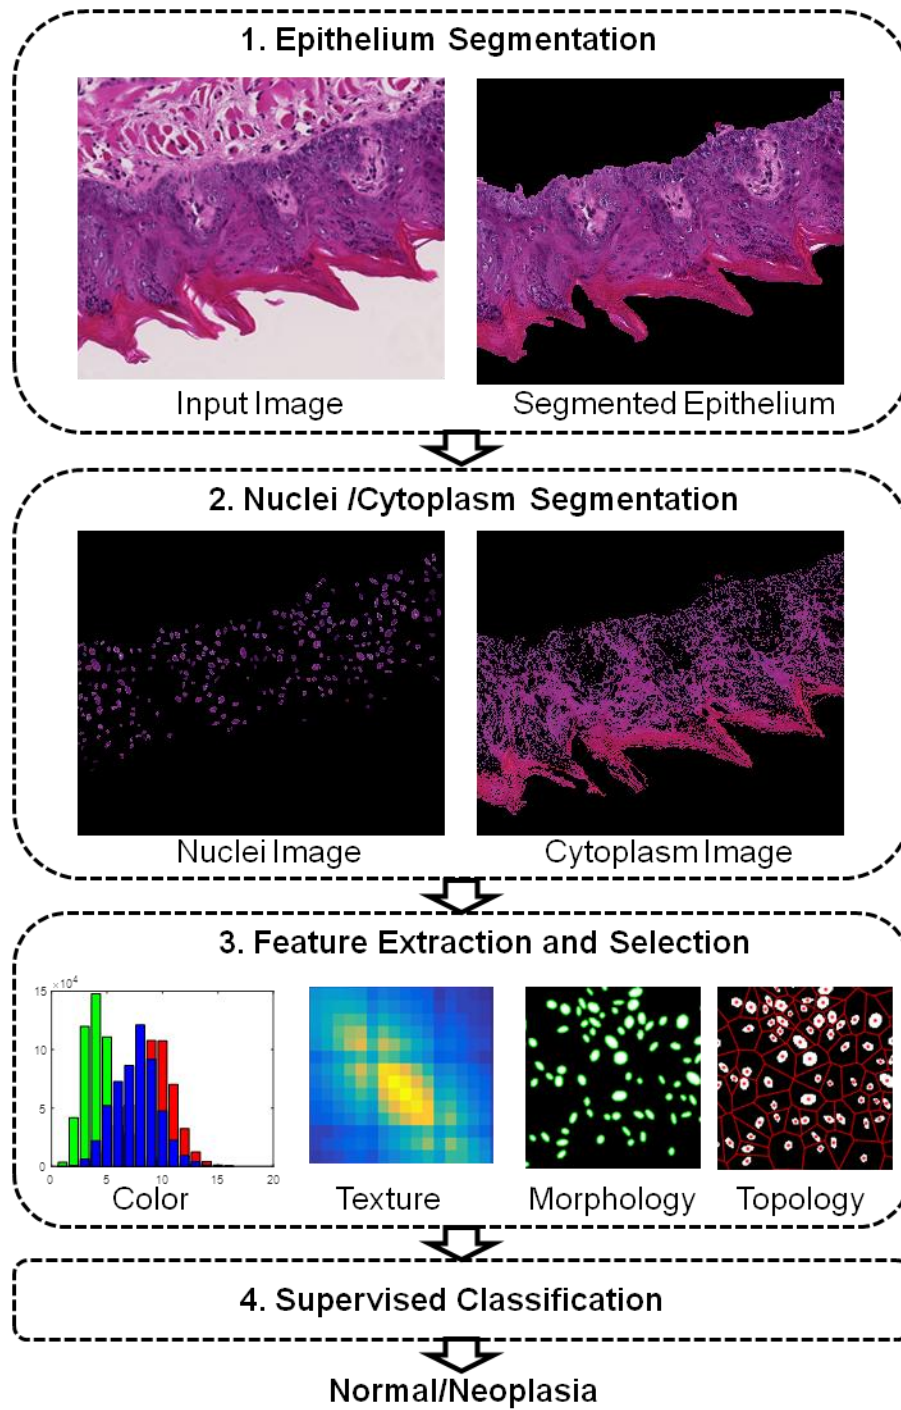 1. Epithelium Segmentation
Input Image
Segmented Epithelium
2. Nuclei /Cytoplasm Segmentation
Nuclei Image
Cytoplasm Image
3. Feature Extraction and Selection
×10⁴
15
10
5
0
0 5 10 15 20
Color
Texture
Morphology
Topology
4. Supervised Classification
Normal/Neoplasia